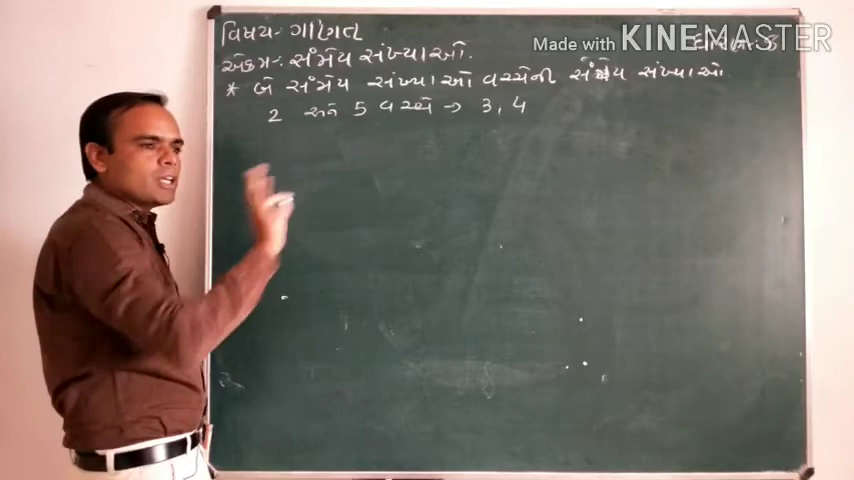 Made with KINEMASTER
વિષય:- ગણિત
એકમ:- સંમેય સંખ્યાઓ.
* બે સંમેય સંખ્યાઓ વચ્ચેની સંમેય સંખ્યાઓ
2 અને 5 વચ્ચે → 3, 4